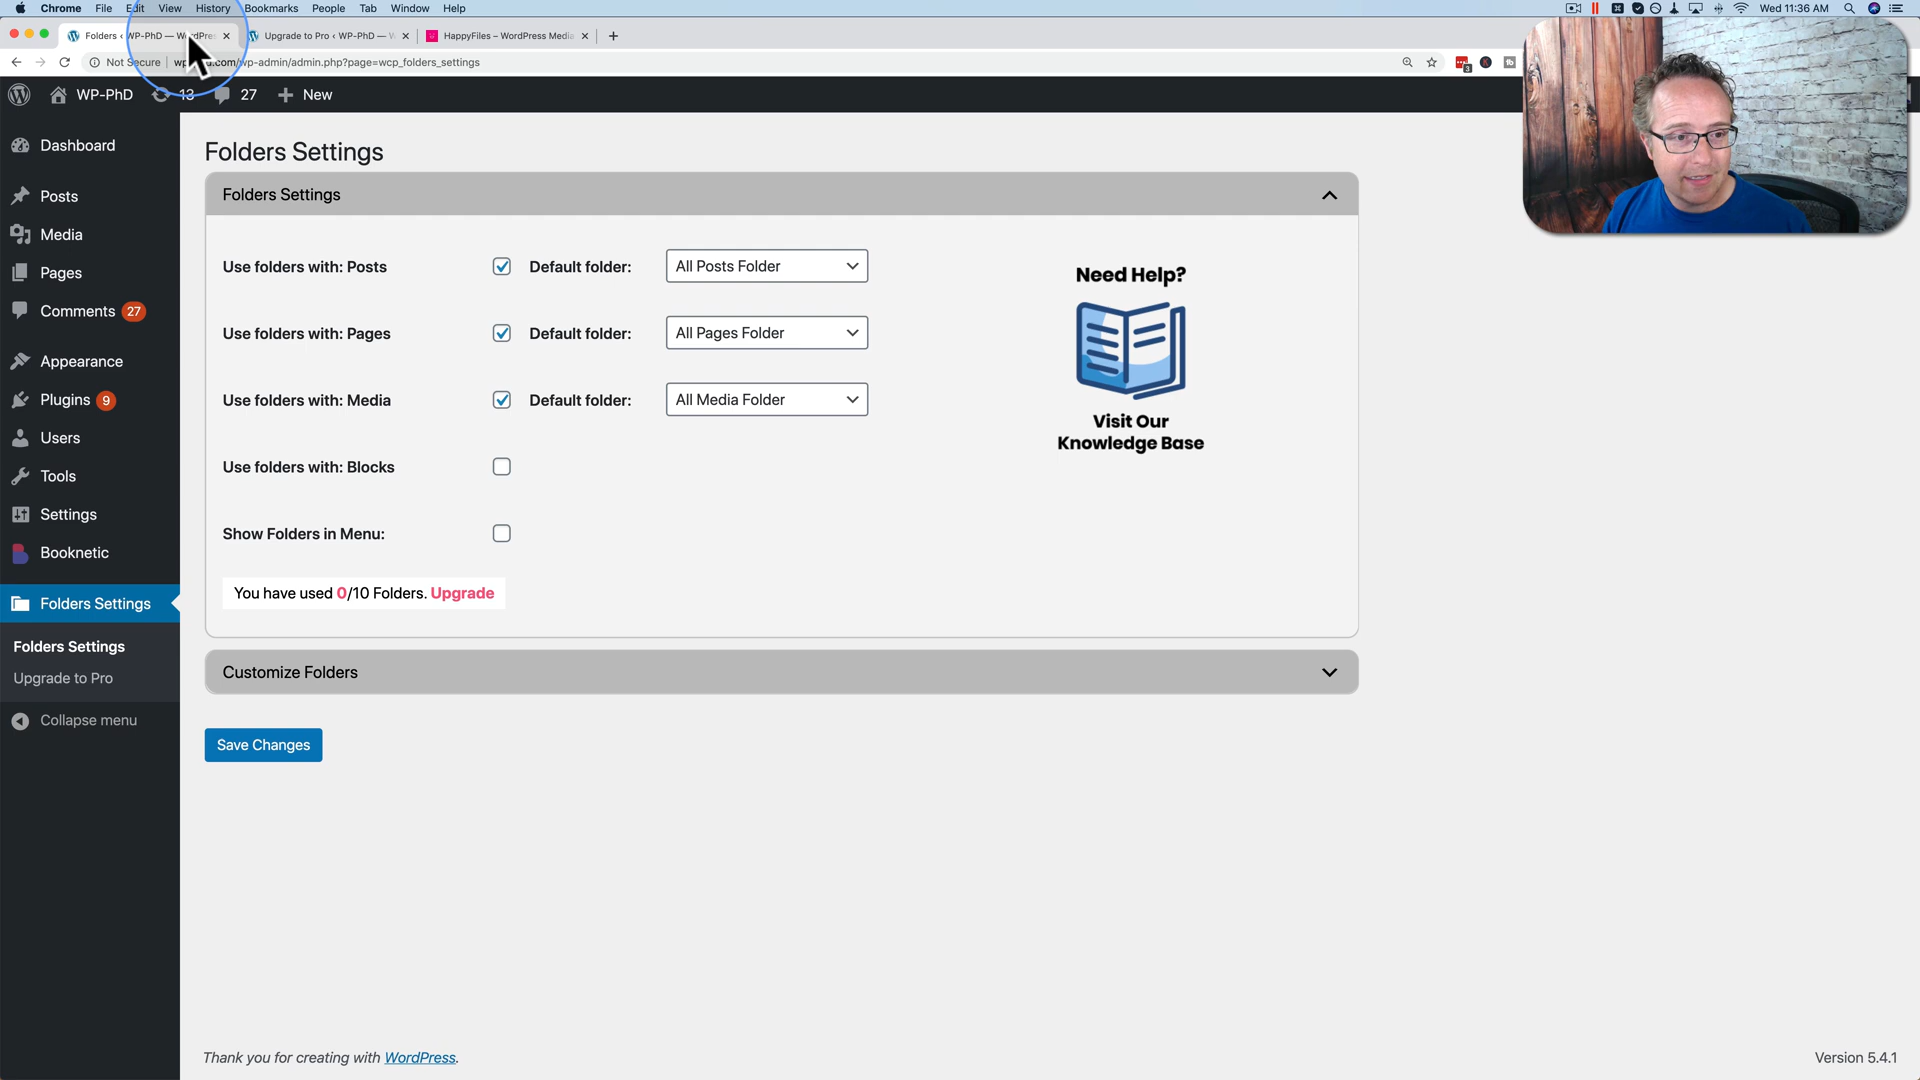 Chrome File Edit View History Bookmarks People Tab Window Help Wed 11:36 AM
Folders ‹ WP-PhD — WordPres Upgrade to Pro ‹ WP-PhD — W HappyFiles – WordPress Media
Not Secure .com/wp-admin/admin.php?page=wcp_folders_settings
WP-PhD 13 27 New
Dashboard
Posts
Media
Pages
Comments 27
Appearance
Plugins 9
Users
Tools
Settings
Booknetic
Folders Settings
Folders Settings
Upgrade to Pro
Collapse menu
Folders Settings
Folders Settings
Use folders with: Posts Default folder: All Posts Folder
Use folders with: Pages Default folder: All Pages Folder
Use folders with: Media Default folder: All Media Folder
Use folders with: Blocks
Show Folders in Menu:
You have used 0/10 Folders. Upgrade
Need Help?
Visit Our
Knowledge Base
Customize Folders
Save Changes
Thank you for creating with WordPress.
Version 5.4.1